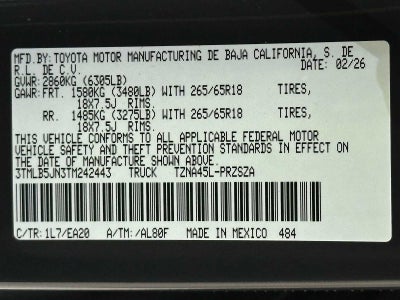 MFD.BY: TOYOTA MOTOR MANUFACTURING DE BAJA CALIFORNIA, S. DE
R.L. DE C.V. DATE: 02/26
GVWR: 2860KG (6305LB)
GAWR: FRT. 1580KG (3480LB) WITH 265/65R18 TIRES,
18X7.5J RIMS.
RR. 1485KG (3275LB) WITH 265/65R18 TIRES,
18X7.5J RIMS.
THIS VEHICLE CONFORMS TO ALL APPLICABLE FEDERAL MOTOR
VEHICLE SAFETY AND THEFT PREVENTION STANDARDS IN EFFECT ON
THE DATE OF MANUFACTURE SHOWN ABOVE.
3TMLB5JN3TM242443 TRUCK TZNA45L-PRZSZA
C/TR: 1L7/EA20 A/TM: /AL80F MADE IN MEXICO 484